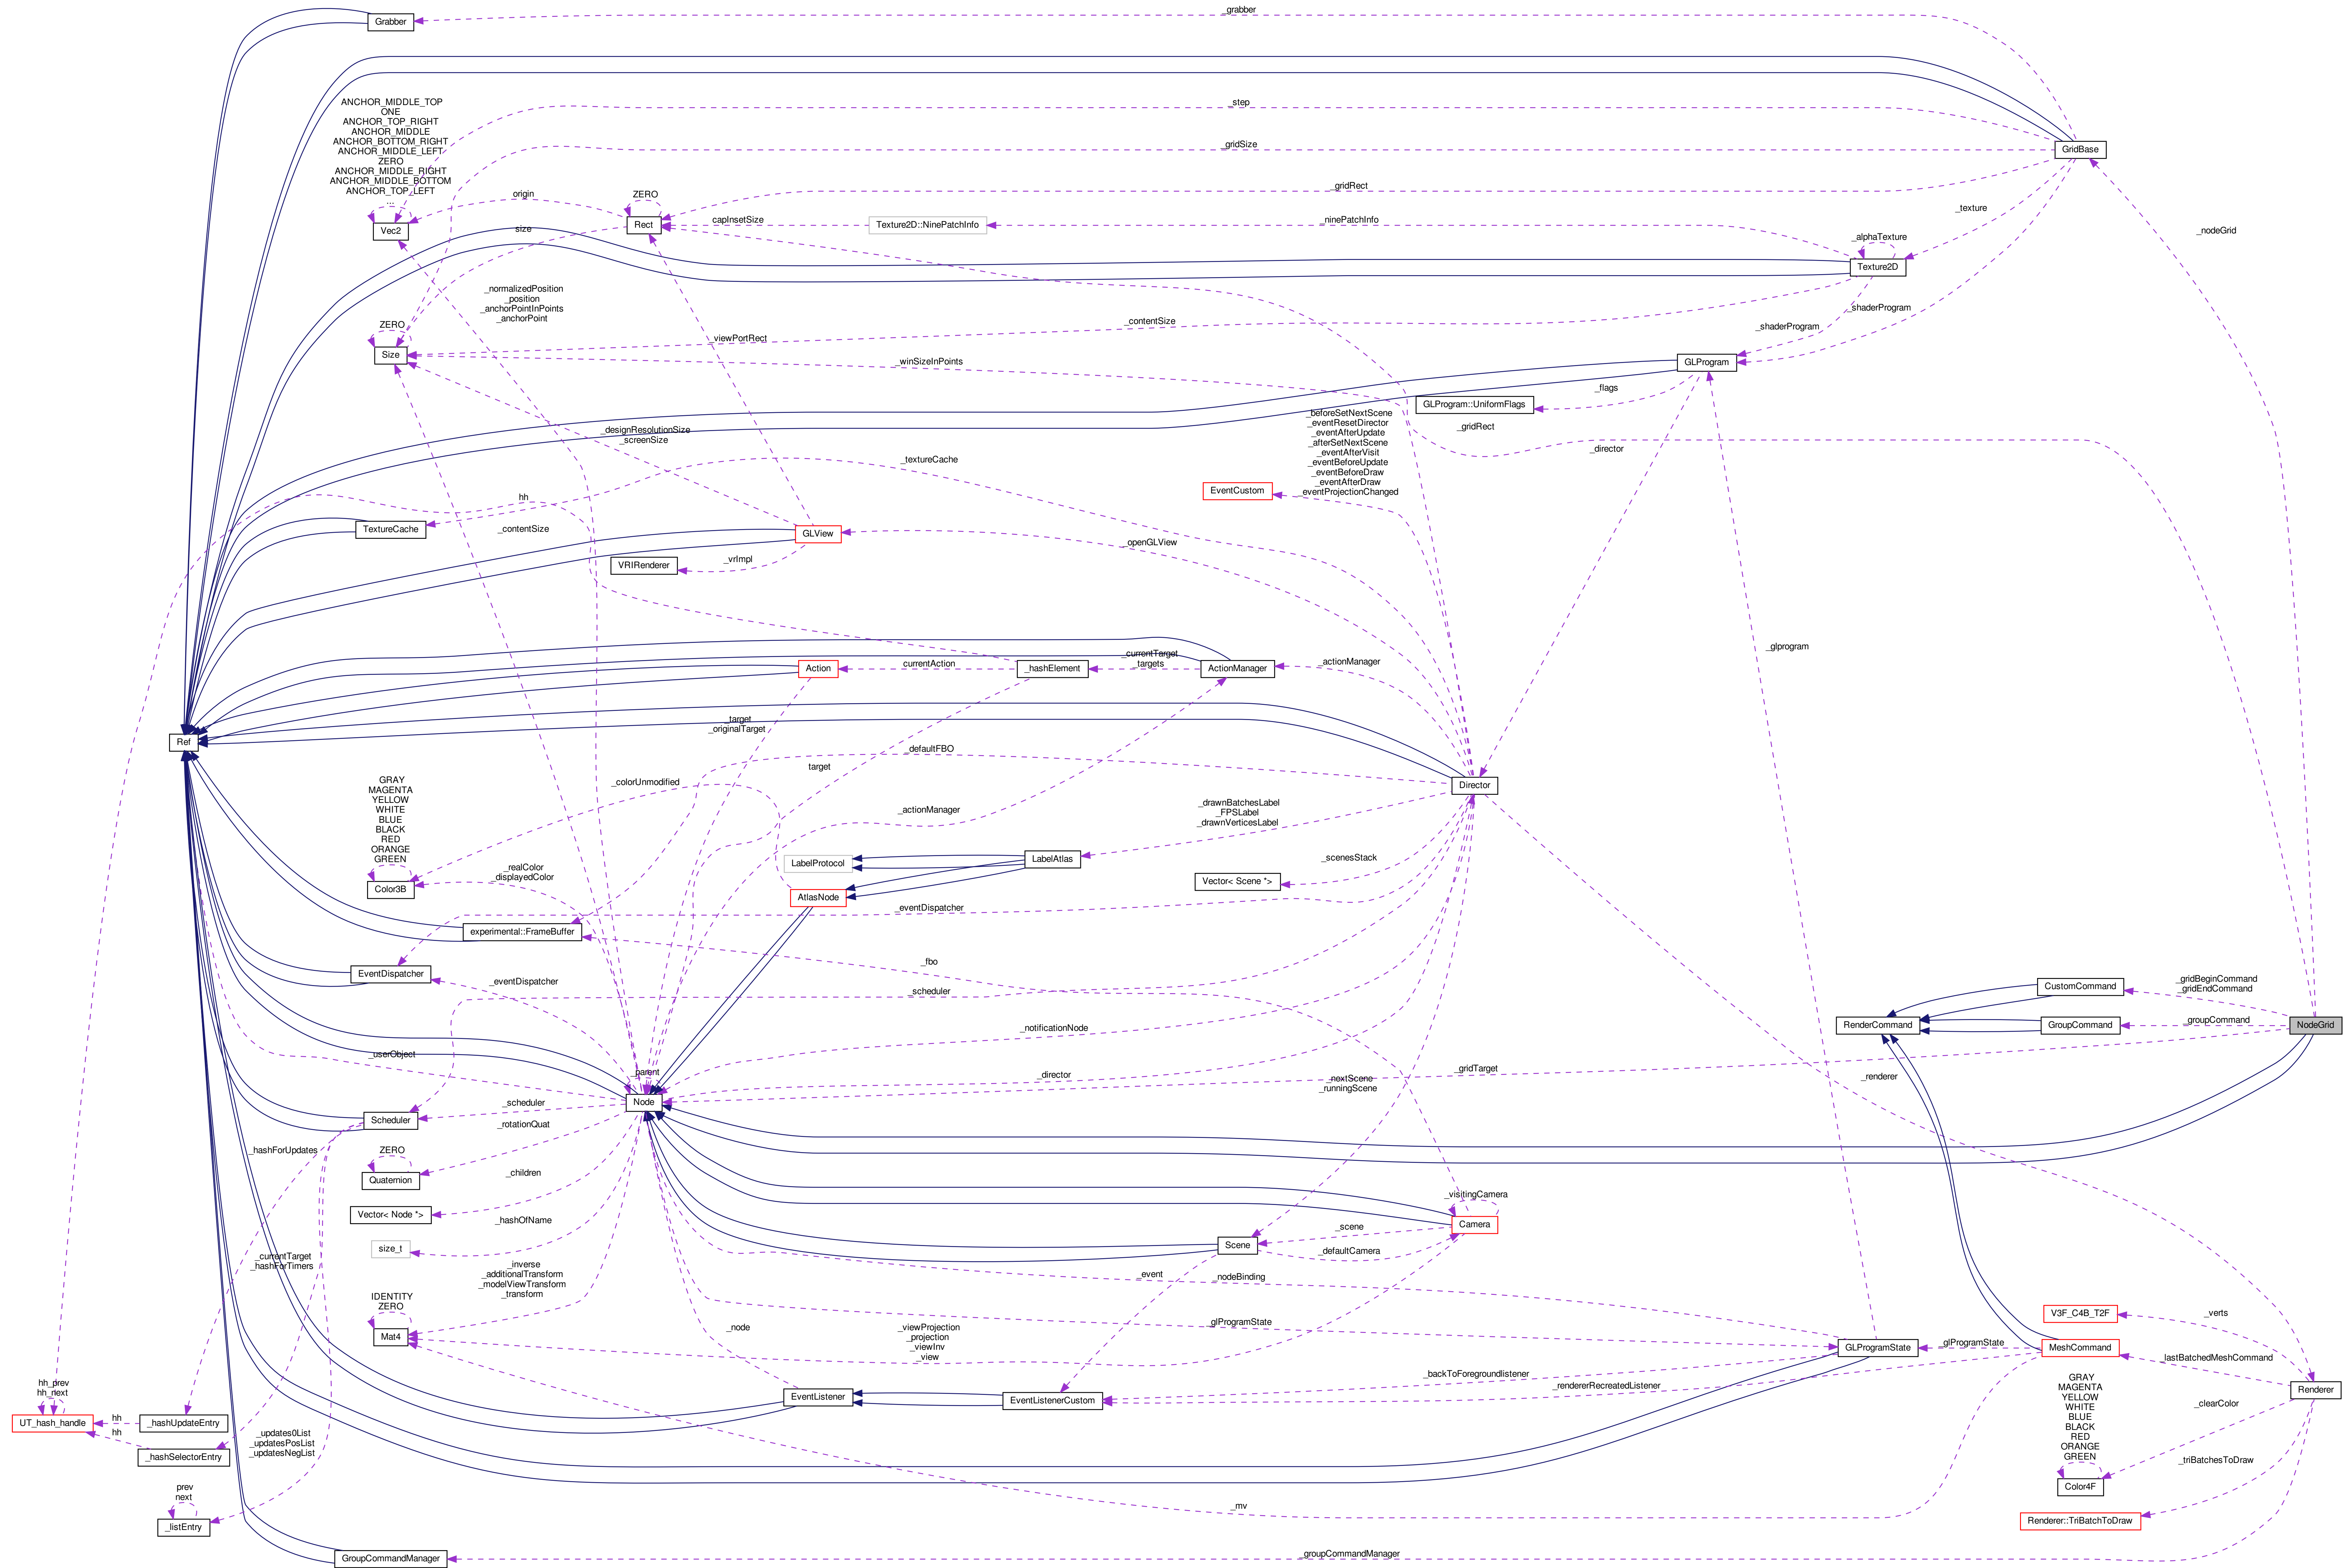 Grabber
_grabber
GridBase
_step
_gridSize
_gridRect
_texture
_nodeGrid
ANCHOR_MIDDLE_TOP
ONE
ANCHOR_TOP_RIGHT
ANCHOR_MIDDLE
ANCHOR_BOTTOM_RIGHT
ANCHOR_MIDDLE_LEFT
ZERO
ANCHOR_MIDDLE_RIGHT
ANCHOR_MIDDLE_BOTTOM
ANCHOR_TOP_LEFT
...
Vec2
origin
ZERO
Rect
capInsetSize
Texture2D::NinePatchInfo
_ninePatchInfo
size
_alphaTexture
Texture2D
_normalizedPosition
_position
_anchorPointInPoints
_anchorPoint
_contentSize
_shaderProgram
_shaderProgram
ZERO
Size
viewPortRect
_winSizeInPoints
GLProgram
_flags
GLProgram::UniformFlags
_designResolutionSize
_screenSize
_beforeSetNextScene
_eventResetDirector
_eventAfterUpdate
_afterSetNextScene
_eventAfterVisit
_eventBeforeUpdate
_eventBeforeDraw
_eventAfterDraw
_eventProjectionChanged
_gridRect
_director
EventCustom
_textureCache
hh
TextureCache
_contentSize
GLView
_openGLView
VRIRenderer
_vrImpl
_glprogram
Action
currentAction
_hashElement
_currentTarget
_targets
ActionManager
_actionManager
Ref
_target
_originalTarget
_defaultFBO
target
_colorUnmodified
_actionManager
Director
GRAY
MAGENTA
YELLOW
WHITE
BLUE
BLACK
RED
ORANGE
GREEN
Color3B
_realColor
_displayedColor
LabelProtocol
LabelAtlas
_drawnBatchesLabel
_FPSLabel
_drawnVerticesLabel
AtlasNode
Vector< Scene *>
_scenesStack
_eventDispatcher
experimental::FrameBuffer
EventDispatcher
_eventDispatcher
_fbo
_scheduler
_notificationNode
_gridBeginCommand
_gridEndCommand
CustomCommand
_groupCommand
GroupCommand
RenderCommand
NodeGrid
_userObject
_parent
_director
_nextScene
_runningScene
_gridTarget
_renderer
Node
Scheduler
_scheduler
_rotationQuat
_hashForUpdates
ZERO
Quaternion
_children
Vector< Node *>
_hashOfName
size_t
_visitingCamera
Camera
_scene
Scene
_defaultCamera
_currentTarget
_hashForTimers
_inverse
_additionalTransform
_modelViewTransform
_transform
_event
_nodeBinding
IDENTITY
ZERO
Mat4
_node
_viewProjection
_projection
_viewInv
_view
_glProgramState
GLProgramState
_glProgramState
V3F_C4B_T2F
_verts
MeshCommand
_lastBatchedMeshCommand
Renderer
_backToForegroundlistener
_rendererRecreatedListener
EventListener
EventListenerCustom
hh_prev
hh_next
UT_hash_handle
hh
_hashUpdateEntry
hh
_hashSelectorEntry
_updates0List
_updatesPosList
_updatesNegList
GRAY
MAGENTA
YELLOW
WHITE
BLUE
BLACK
RED
ORANGE
GREEN
Color4F
_clearColor
_triBatchesToDraw
prev
next
_listEntry
_mv
Renderer::TriBatchToDraw
GroupCommandManager
_groupCommandManager